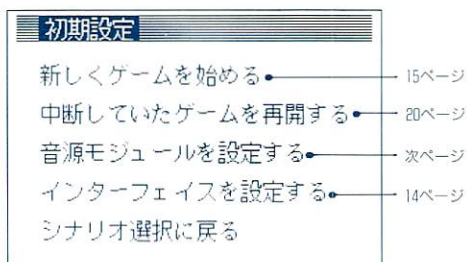 初期設定
新しくゲームを始める 15ページ
中断していたゲームを再開する 20ページ
音源モジュールを設定する 次ページ
インターフェイスを設定する 14ページ
シナリオ選択に戻る